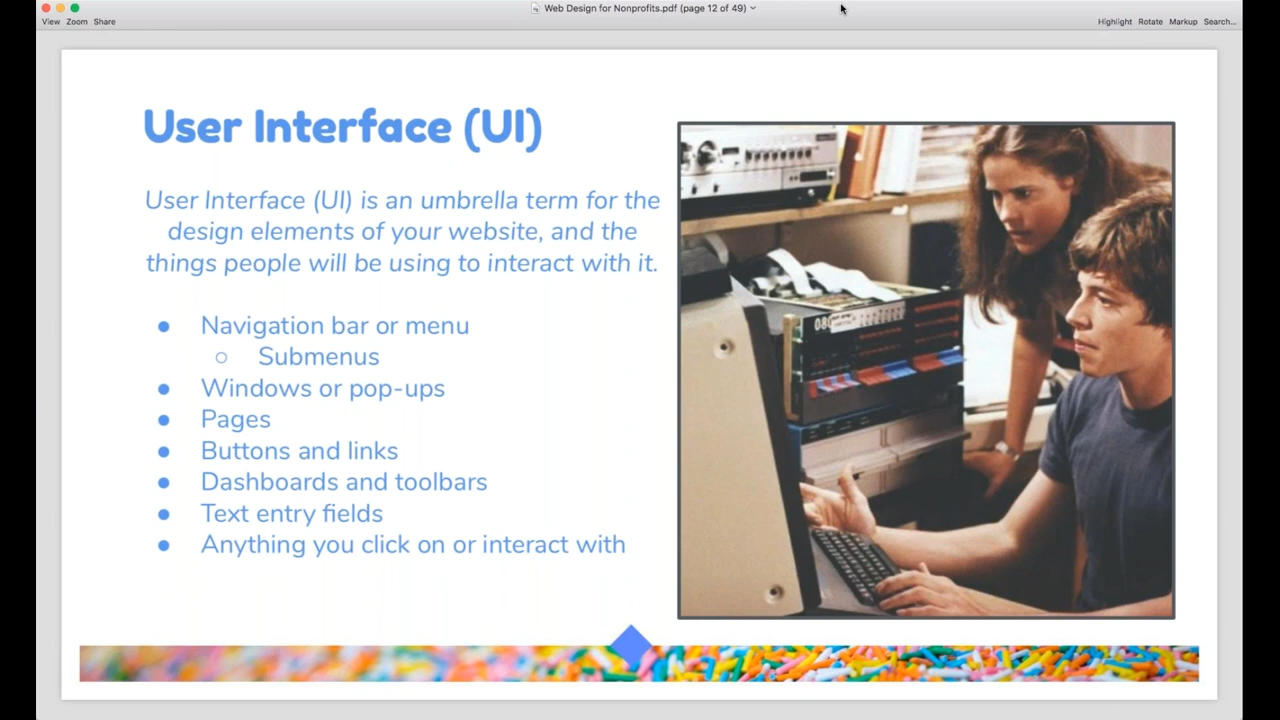 Web Design for Nonprofits.pdf (page 12 of 49)
View Zoom Share
Highlight Rotate Markup Search...
User Interface (UI)
User Interface (UI) is an umbrella term for the
design elements of your website, and the
things people will be using to interact with it.
● Navigation bar or menu
○ Submenus
● Windows or pop-ups
● Pages
● Buttons and links
● Dashboards and toolbars
● Text entry fields
● Anything you click on or interact with